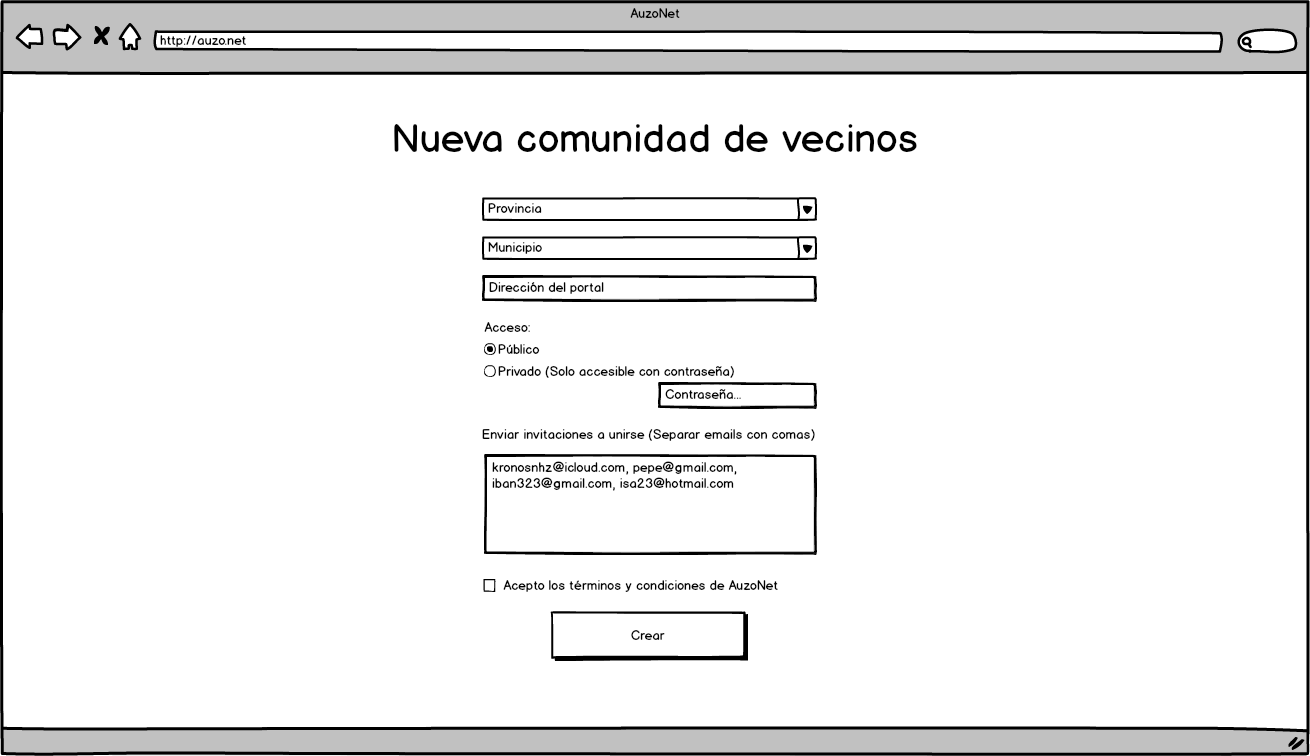 AuzoNet
http://auzo.net
Nueva comunidad de vecinos
Provincia
Municipio
Dirección del portal
Acceso:
Público
Privado (Solo accesible con contraseña)
Contraseña...
Enviar invitaciones a unirse (Separar emails con comas)
kronosnhz@icloud.com, pepe@gmail.com,
iban323@gmail.com, isa23@hotmail.com
Acepto los términos y condiciones de AuzoNet
Crear